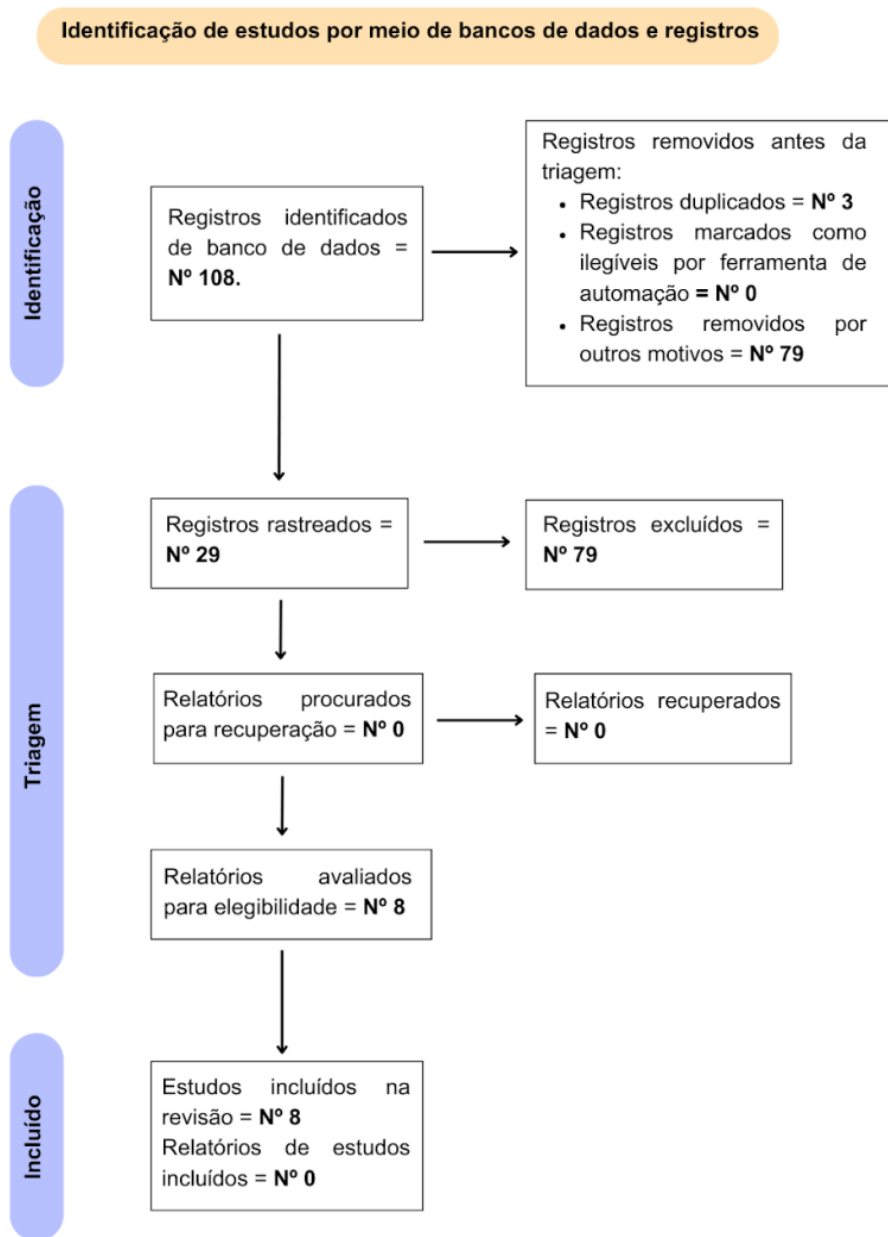 Identificação de estudos por meio de bancos de dados e registros
Identificação
Registros identificados
de banco de dados =
Nº 108.
Registros removidos antes da
triagem:
• Registros duplicados = Nº 3
• Registros marcados como
ilegíveis por ferramenta de
automação = Nº 0
• Registros removidos por
outros motivos = Nº 79
Triagem
Registros rastreados =
Nº 29
Registros excluídos =
Nº 79
Relatórios procurados
para recuperação = Nº 0
Relatórios recuperados
= Nº 0
Relatórios avaliados
para elegibilidade = Nº 8
Incluído
Estudos incluídos na
revisão = Nº 8
Relatórios de estudos
incluídos = Nº 0